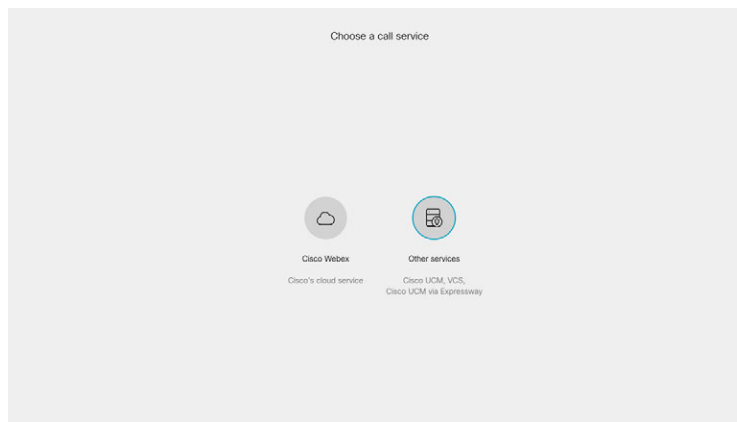 Choose a call service
Cisco Webex
Cisco's cloud service
Other services
Cisco UCM, VCS,
Cisco UCM via Expressway